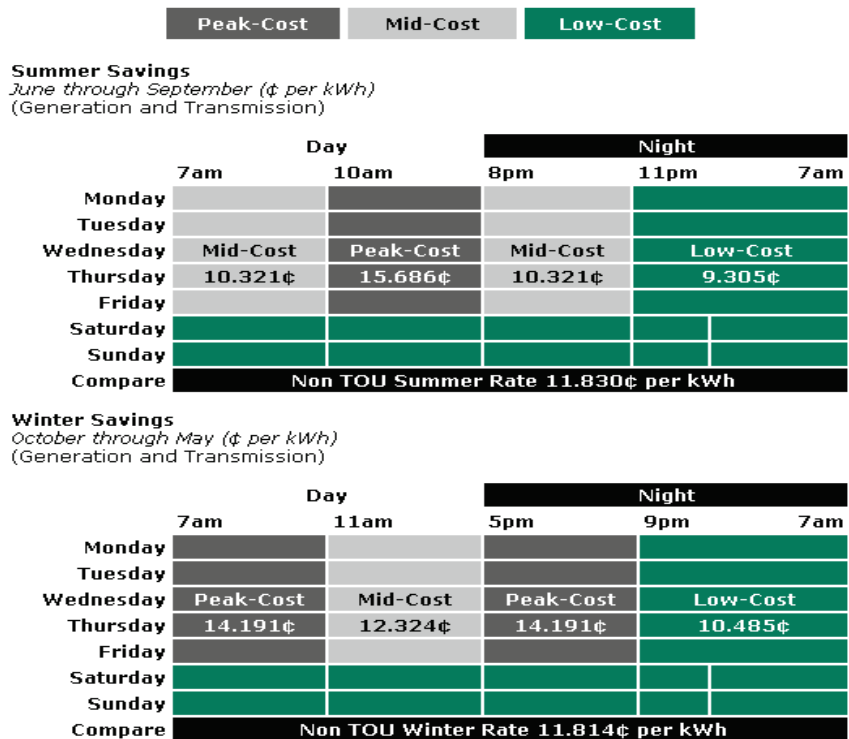 Peak-Cost Mid-Cost Low-Cost
Summer Savings
June through September (¢ per kWh)
(Generation and Transmission)
Day Night
7am 10am 8pm 11pm 7am
Monday
Tuesday
Wednesday Mid-Cost Peak-Cost Mid-Cost Low-Cost
Thursday 10.321¢ 15.686¢ 10.321¢ 9.305¢
Friday
Saturday
Sunday
Compare Non TOU Summer Rate 11.830¢ per kWh
Winter Savings
October through May (¢ per kWh)
(Generation and Transmission)
Day Night
7am 11am 5pm 9pm 7am
Monday
Tuesday
Wednesday Peak-Cost Mid-Cost Peak-Cost Low-Cost
Thursday 14.191¢ 12.324¢ 14.191¢ 10.485¢
Friday
Saturday
Sunday
Compare Non TOU Winter Rate 11.814¢ per kWh